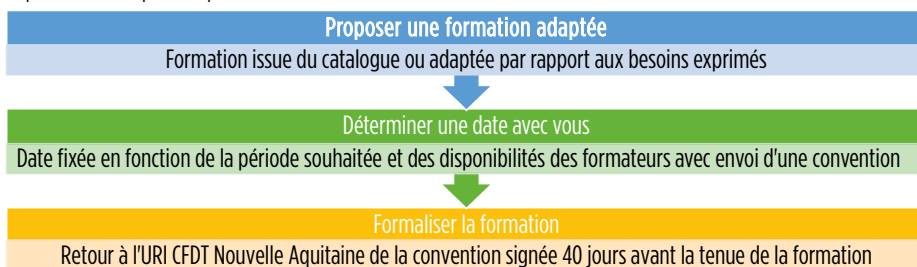 Proposer une formation adaptée
Formation issue du catalogue ou adaptée par rapport aux besoins exprimés
Déterminer une date avec vous
Date fixée en fonction de la période souhaitée et des disponibilités des formateurs avec envoi d'une convention
Formaliser la formation
Retour à l'URI CFDT Nouvelle Aquitaine de la convention signée 40 jours avant la tenue de la formation